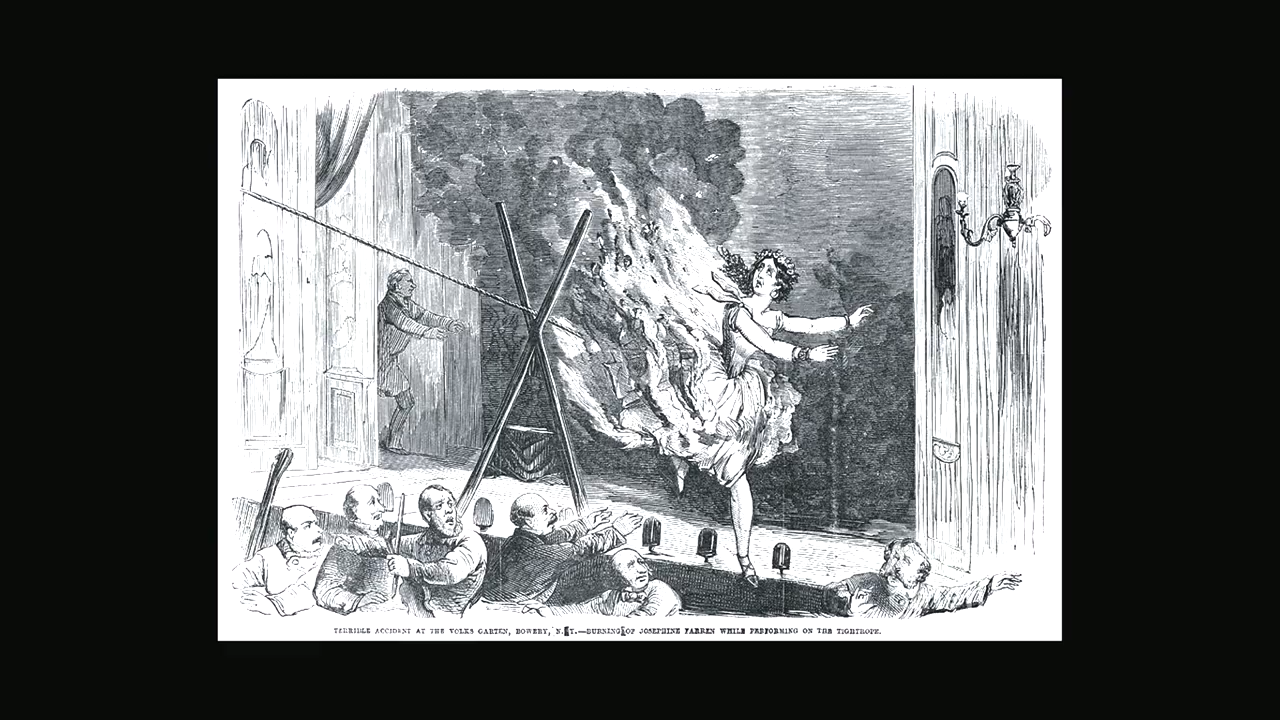 TERRIBLE ACCIDENT AT THE VOLKS GARTEN, BOWERY, N.Y.—BURNING OF JOSEPHINE FARREN WHILE PERFORMING ON THE TIGHTROPE.